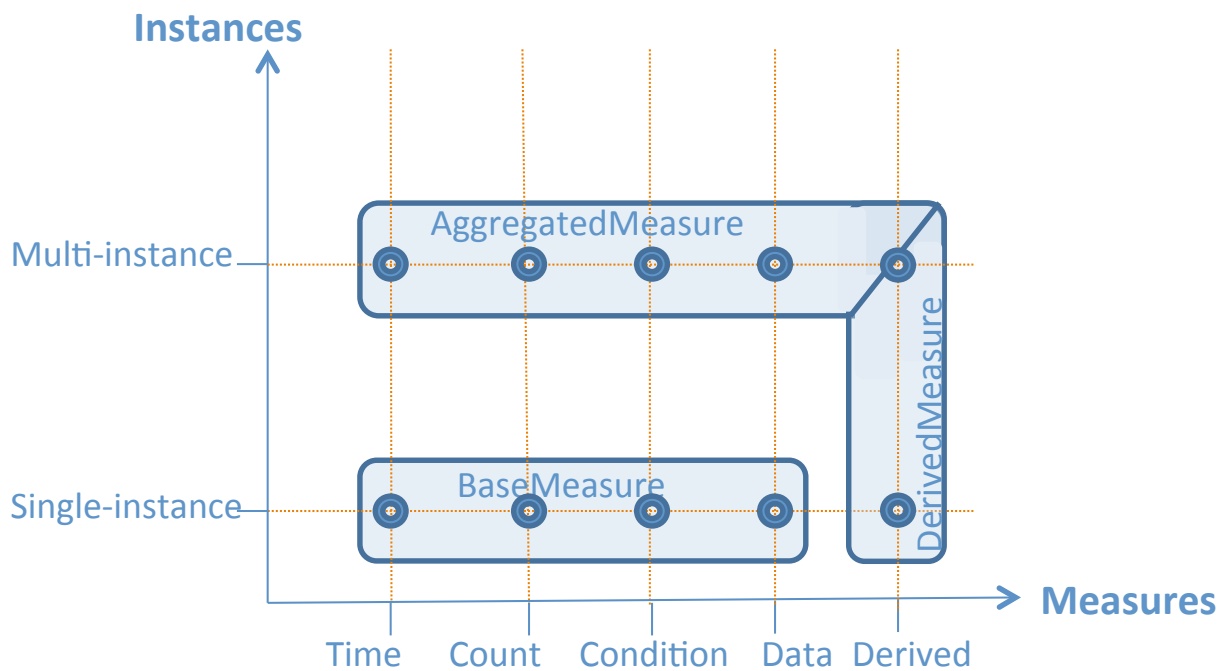 Instances
AggregatedMeasure
Multi-instance
DerivedMeasure
BaseMeasure
Single-instance
Measures
Time Count Condition Data Derived